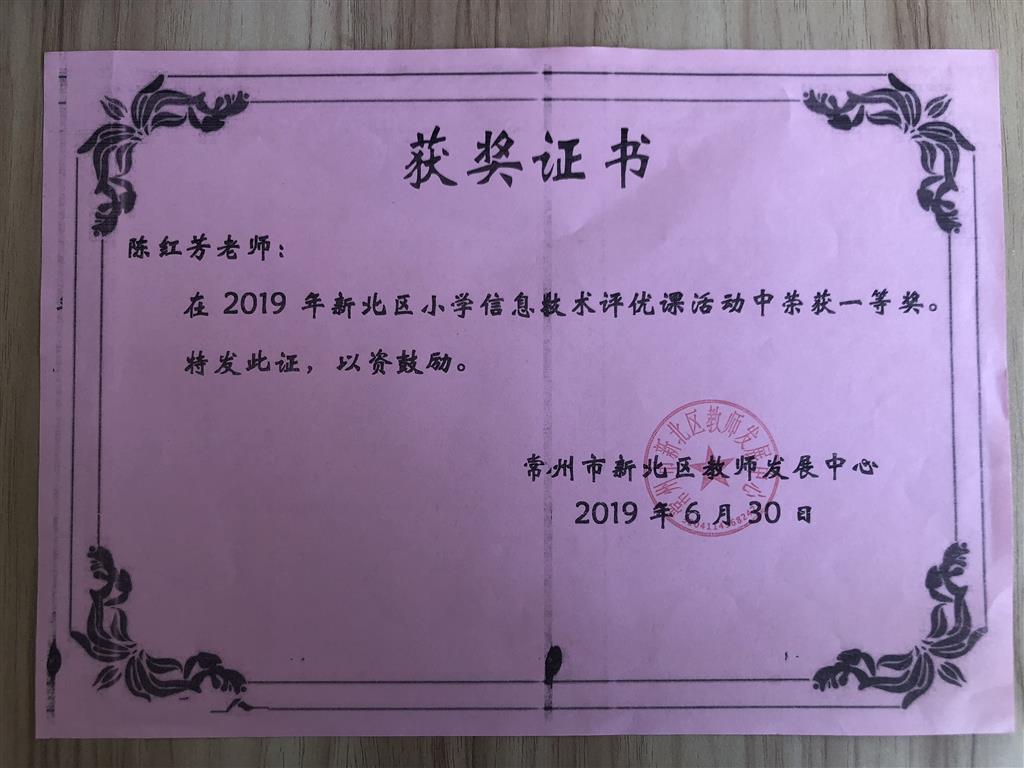 获奖证书
陈红芳老师：
在 2019 年新北区小学信息技术评优课活动中荣获一等奖。
特发此证，以资鼓励。
常州市新北区教师发展中心
2019 年 6 月 30 日